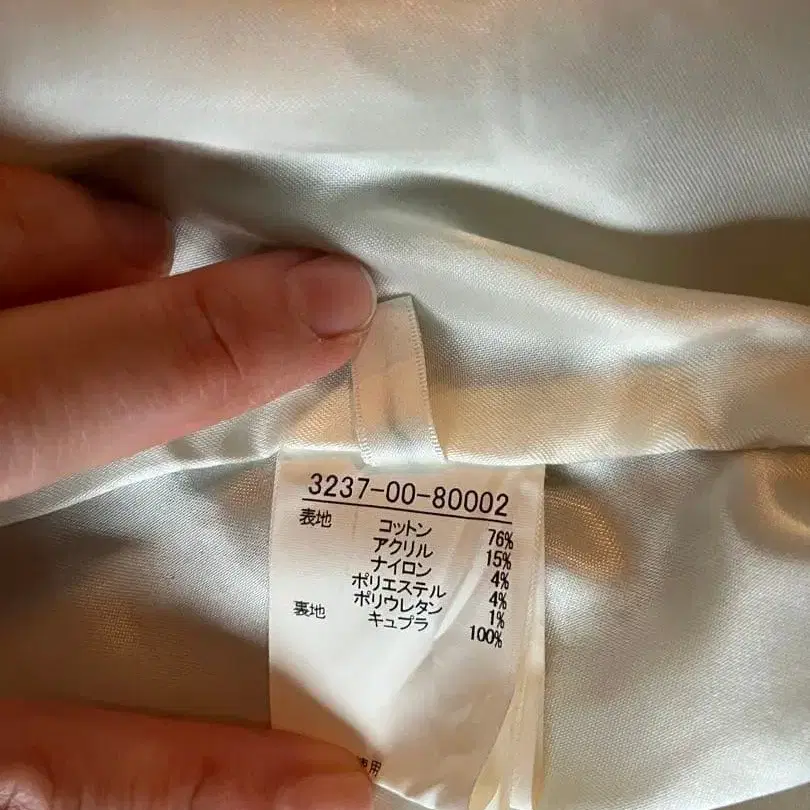 3237-00-80002
表地 コットン 76%
アクリル 15%
ナイロン 4%
ポリエステル 4%
ポリウレタン 1%
裏地 キュプラ 100%
使用